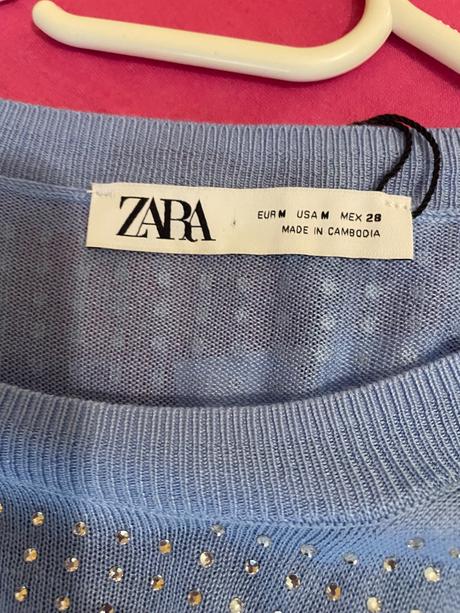 ZARA
EUR M USA M MEX 28
MADE IN CAMBODIA